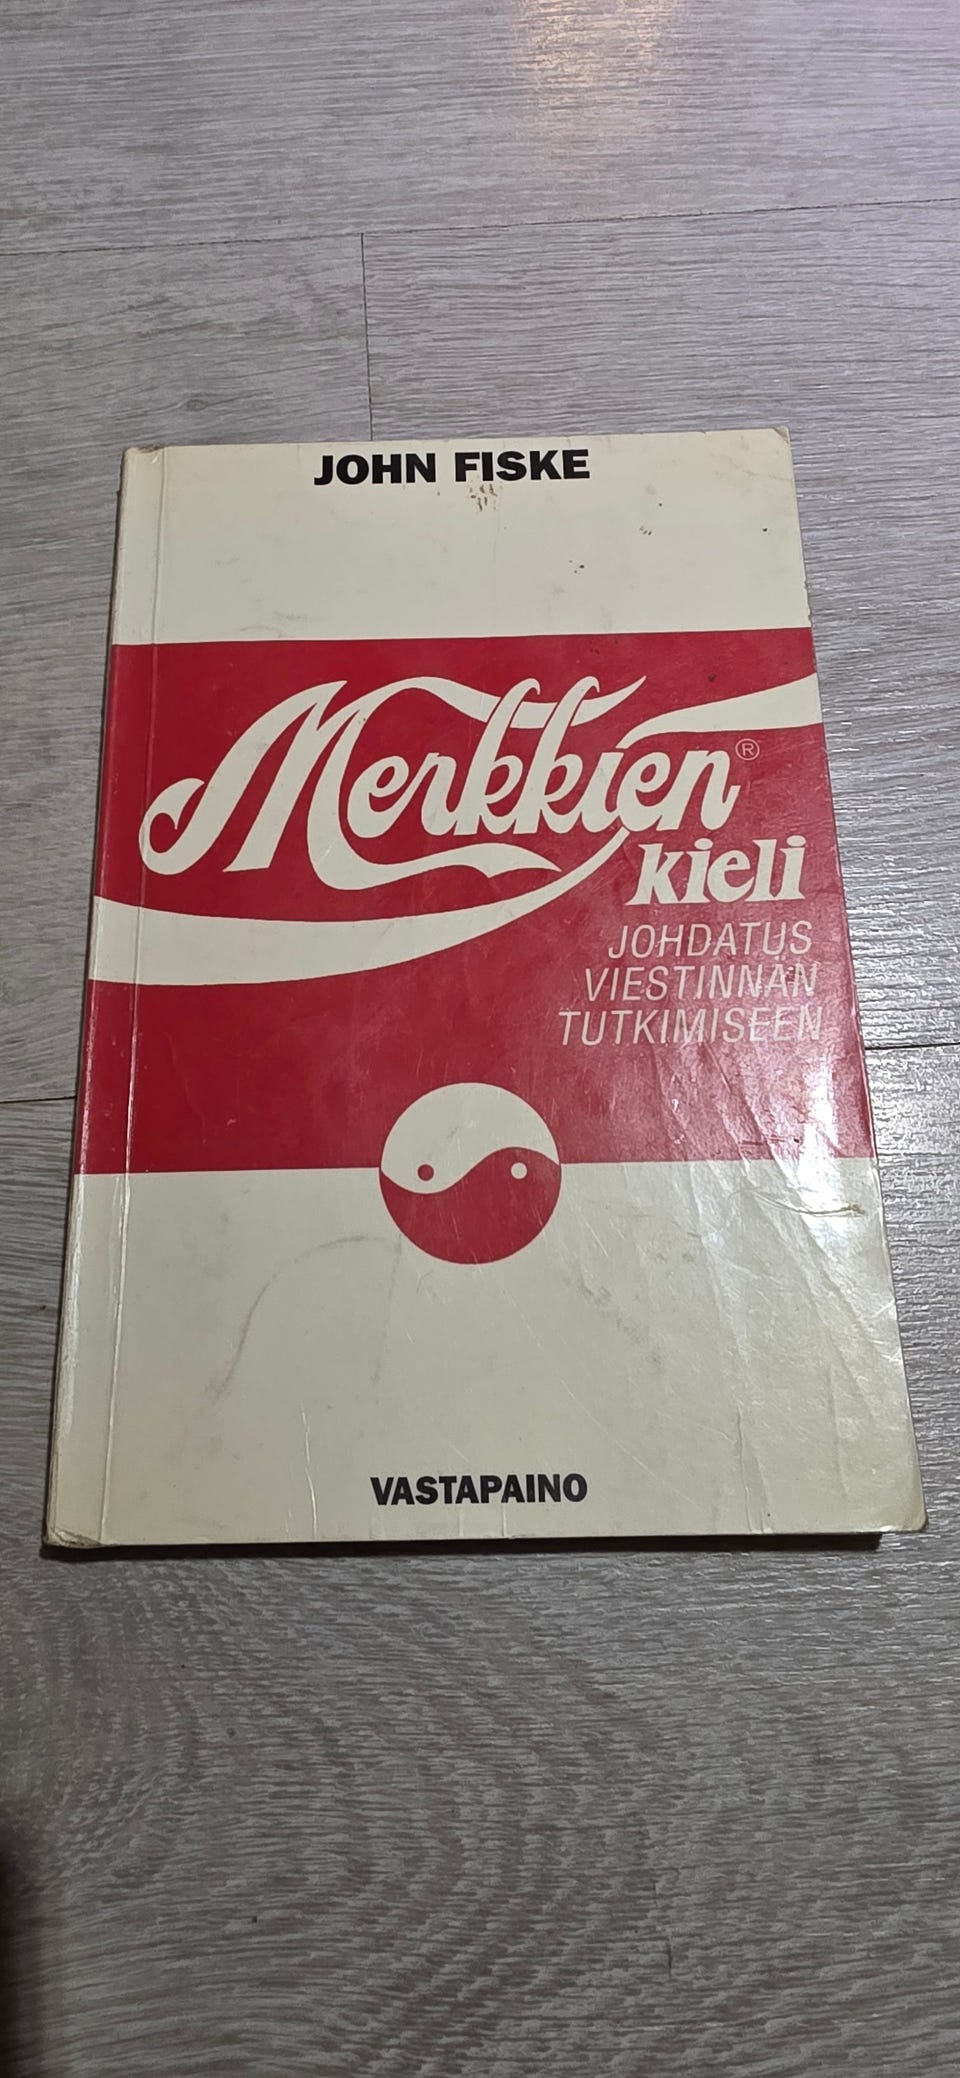 JOHN FISKE
Merkkien®
kieli
JOHDATUS
VIESTINNÄN
TUTKIMISEEN
VASTAPAINO